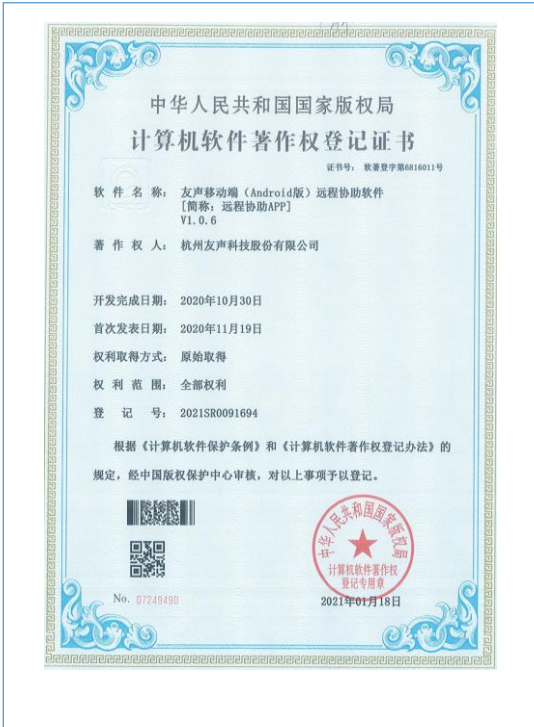 中华人民共和国国家版权局
计算机软件著作权登记证书
证书号： 软著登字第6816011号
软件名称： 友声移动端（Android版）远程协助软件
[简称：远程协助APP]
V1.0.6
著作权人： 杭州友声科技股份有限公司
开发完成日期： 2020年10月30日
首次发表日期： 2020年11月19日
权利取得方式： 原始取得
权利范围： 全部权利
登记号： 2021SR0091694
根据《计算机软件保护条例》和《计算机软件著作权登记办法》的
规定，经中国版权保护中心审核，对以上事项予以登记。
中华人民共和国国家版权局
计算机软件著作权
登记专用章
No. 07249490
2021年01月18日